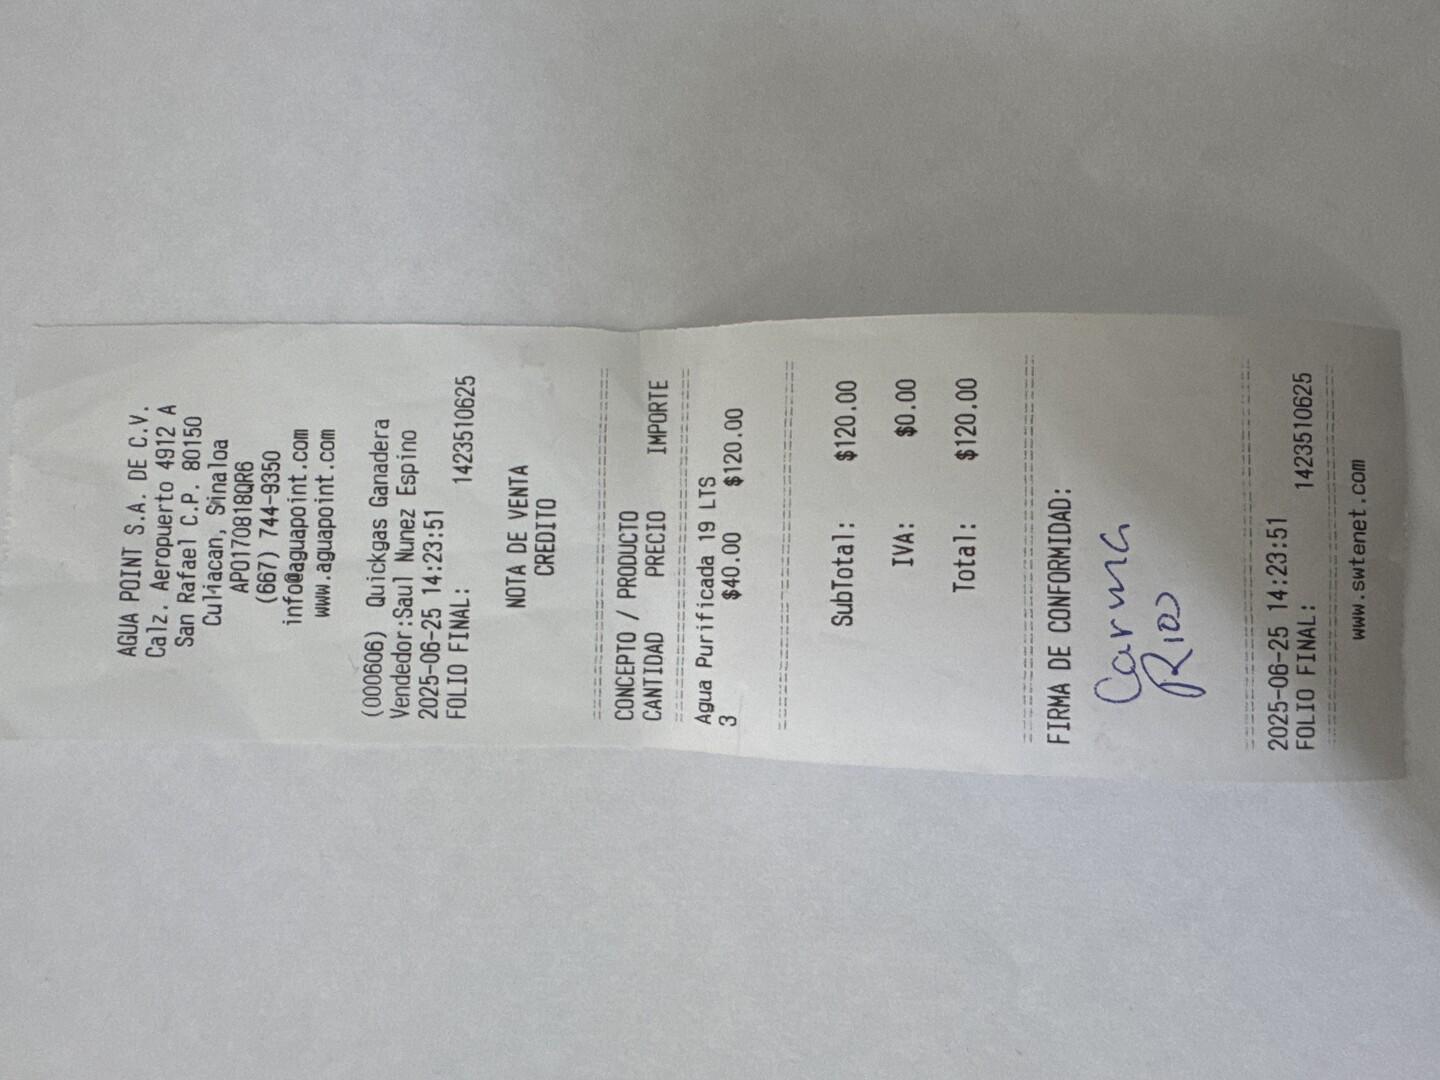 AGUA POINT S.A. DE C.V.
Calz. Aeropuerto 4912 A
San Rafael C.P. 80150
Culiacan, Sinaloa
APO170818QR6
(667) 744-9350
info@aguapoint.com
www.aguapoint.com
(000606) Quickgas Ganadera
Vendedor:Saul Nunez Espino
2025-06-25 14:23:51
FOLIO FINAL: 1423510625
NOTA DE VENTA
CREDITO
CONCEPTO / PRODUCTO
CANTIDAD PRECIO IMPORTE
Agua Purificada 19 LTS
3 $40.00 $120.00
SubTotal: $120.00
IVA: $0.00
Total: $120.00
FIRMA DE CONFORMIDAD:
Carma
Rios
2025-06-25 14:23:51
FOLIO FINAL: 1423510625
www.swtenet.com